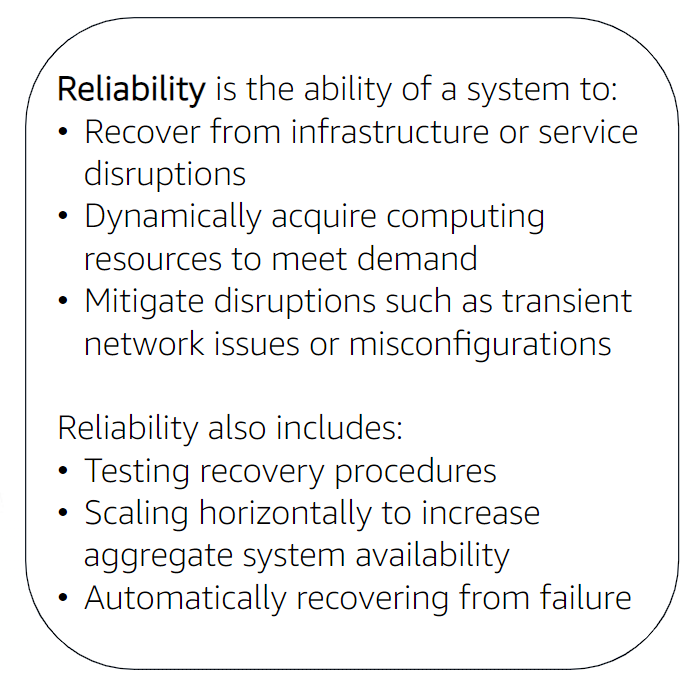 Reliability is the ability of a system to:
• Recover from infrastructure or service
disruptions
• Dynamically acquire computing
resources to meet demand
• Mitigate disruptions such as transient
network issues or misconfigurations
Reliability also includes:
• Testing recovery procedures
• Scaling horizontally to increase
aggregate system availability
• Automatically recovering from failure